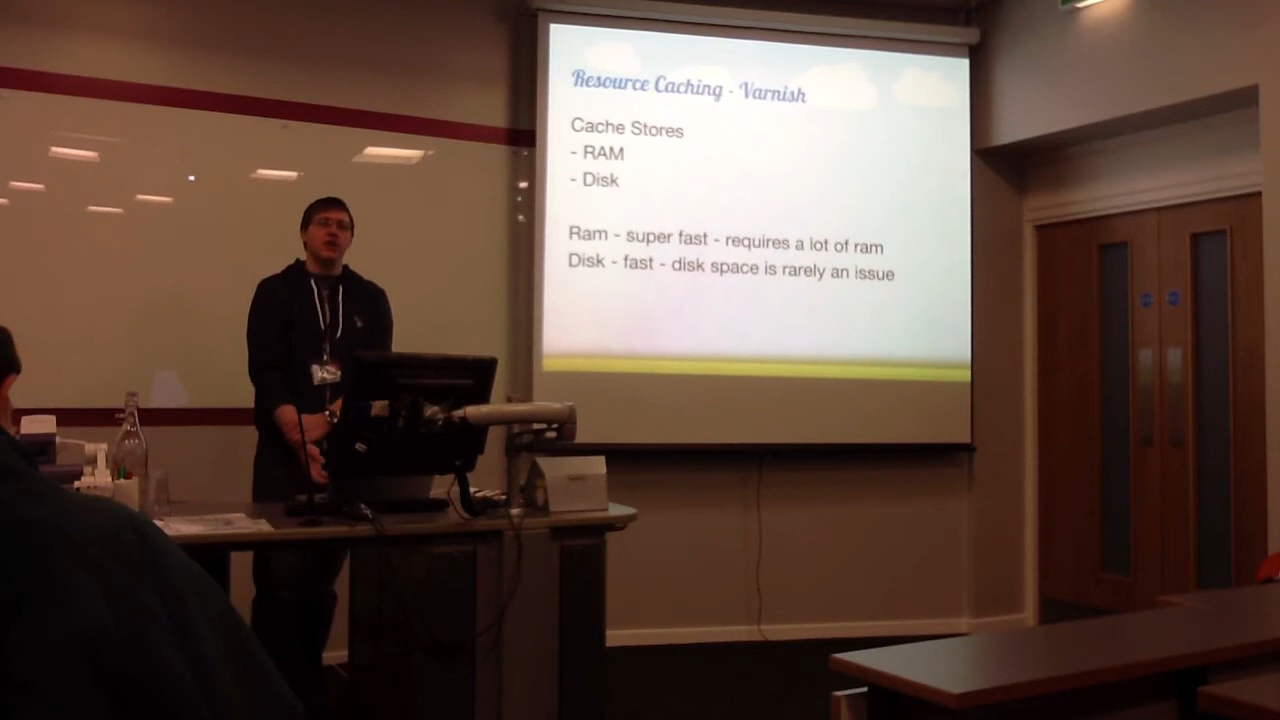 Resource Caching - Varnish
Cache Stores
- RAM
- Disk
Ram - super fast - requires a lot of ram
Disk - fast - disk space is rarely an issue